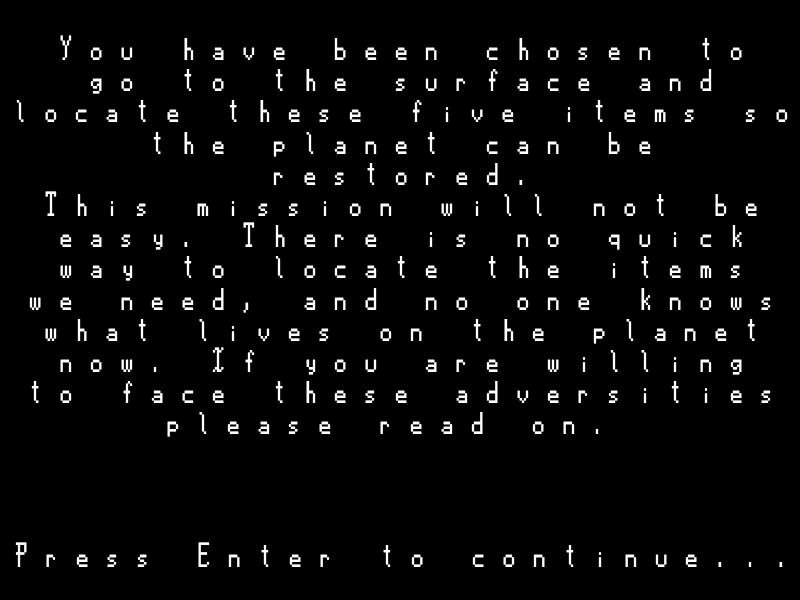 You have been chosen to
go to the surface and
locate these five items so
the planet can be
restored.
This mission will not be
easy. There is no quick
way to locate the items
we need, and no one knows
what lives on the planet
now. If you are willing
to face these adversities
please read on.
Press Enter to continue...